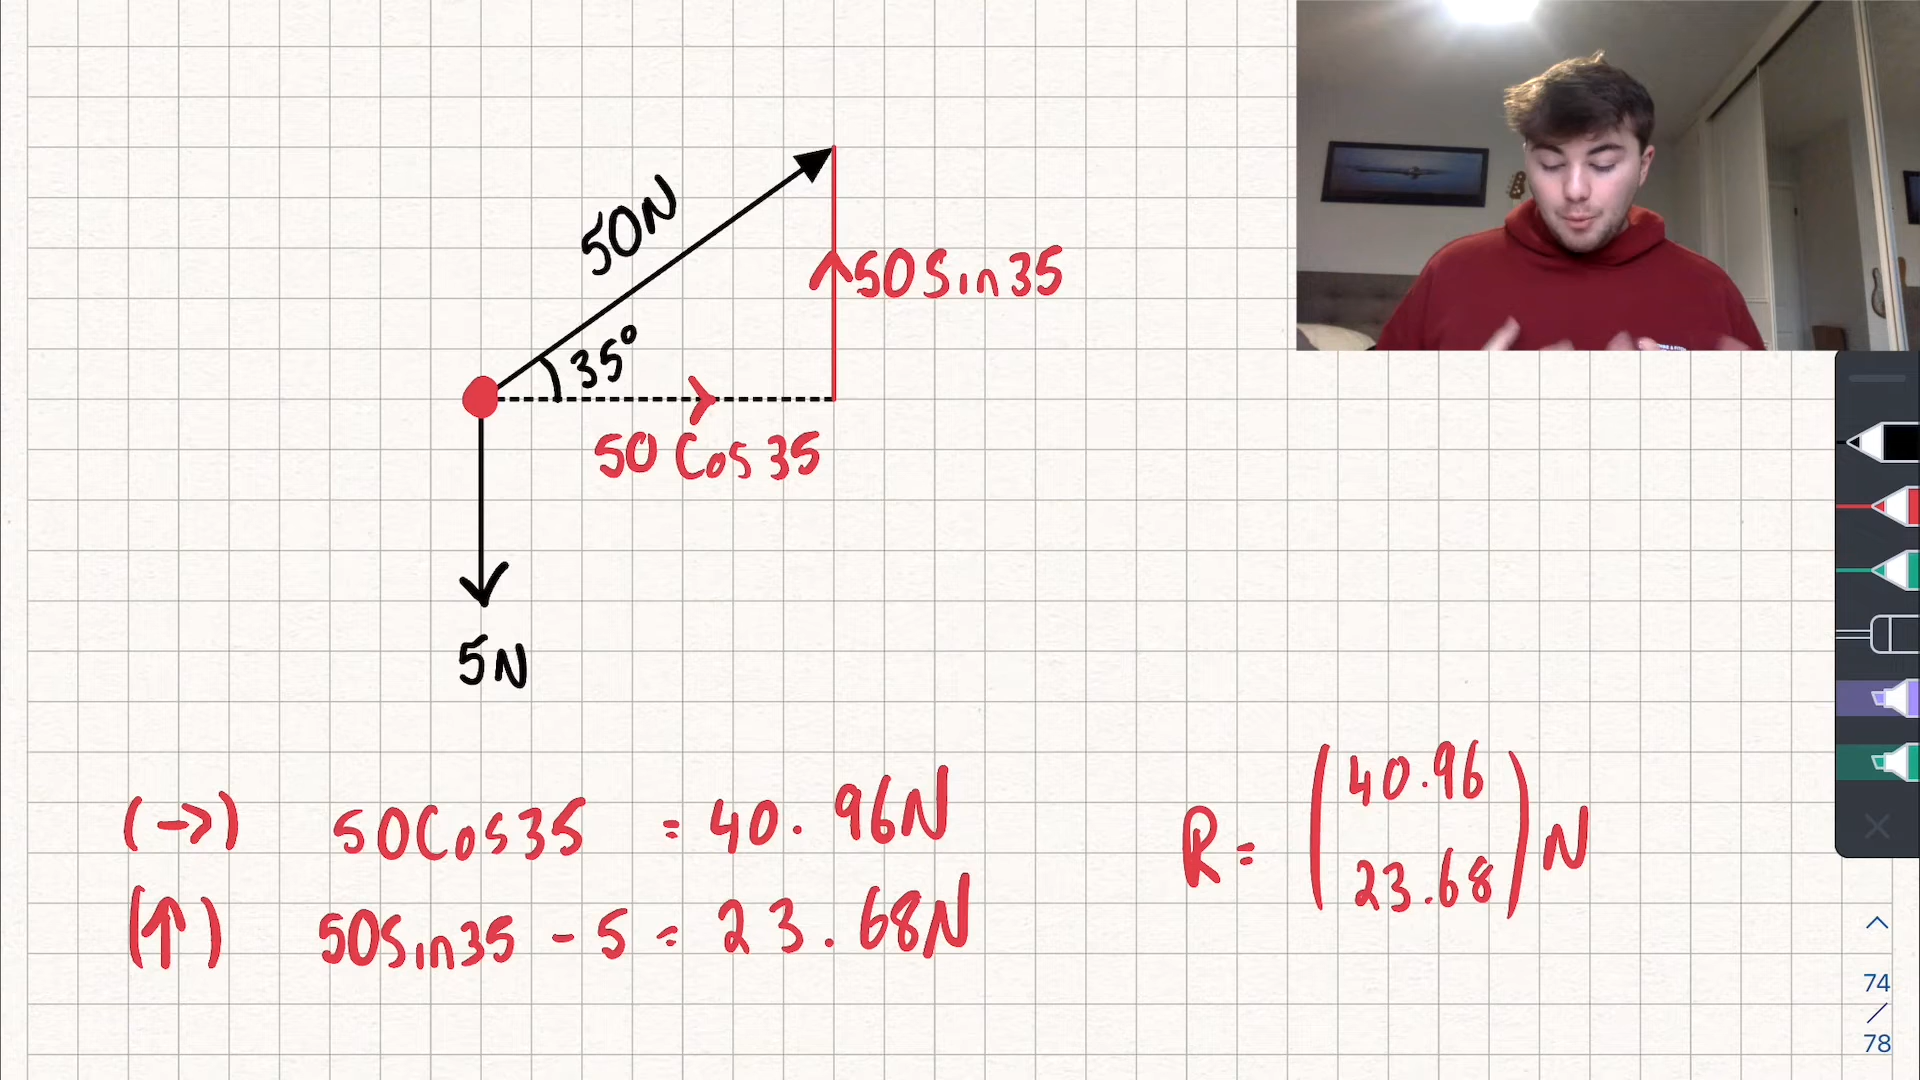 50N
50Sin35
35°
50 Cos 35
5N
(→) 50Cos35 = 40.96N
(↑) 50Sin35 - 5 = 23.68N
R = (40.96
23.68) N
74
/
78